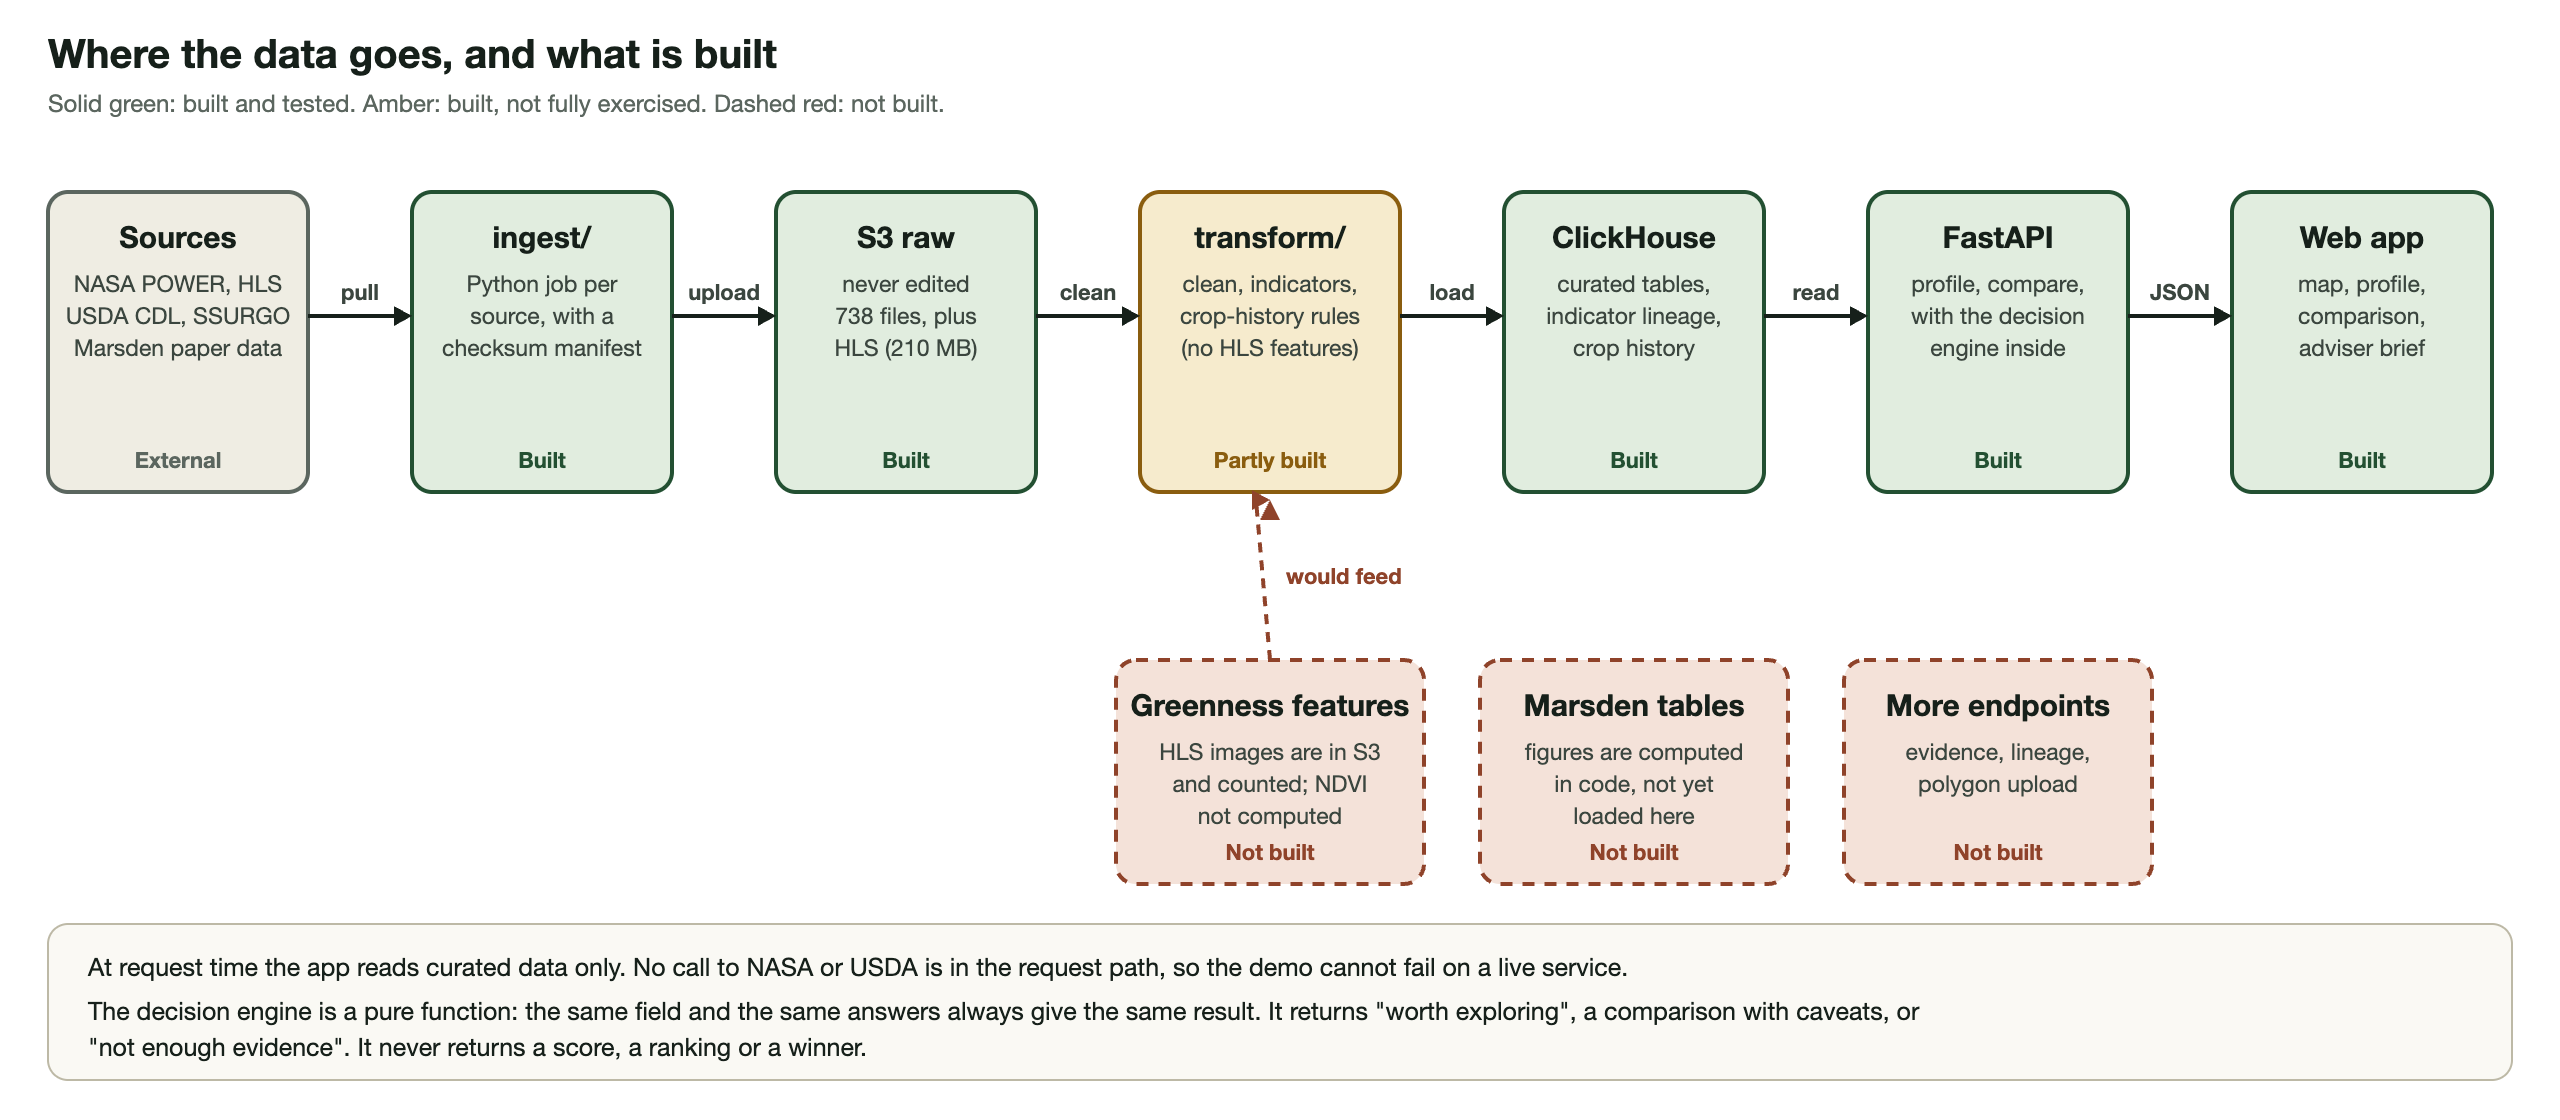 Where the data goes, and what is built
Solid green: built and tested. Amber: built, not fully exercised. Dashed red: not built.
Sources
NASA POWER, HLS
USDA CDL, SSURGO
Marsden paper data
External
pull
ingest/
Python job per
source, with a
checksum manifest
Built
upload
S3 raw
never edited
738 files, plus
HLS (210 MB)
Built
clean
transform/
clean, indicators,
crop-history rules
(no HLS features)
Partly built
load
ClickHouse
curated tables,
indicator lineage,
crop history
Built
read
FastAPI
profile, compare,
with the decision
engine inside
Built
JSON
Web app
map, profile,
comparison,
adviser brief
Built
would feed
Greenness features
HLS images are in S3
and counted; NDVI
not computed
Not built
Marsden tables
figures are computed
in code, not yet
loaded here
Not built
More endpoints
evidence, lineage,
polygon upload
Not built
At request time the app reads curated data only. No call to NASA or USDA is in the request path, so the demo cannot fail on a live service.
The decision engine is a pure function: the same field and the same answers always give the same result. It returns "worth exploring", a comparison with caveats, or
"not enough evidence". It never returns a score, a ranking or a winner.